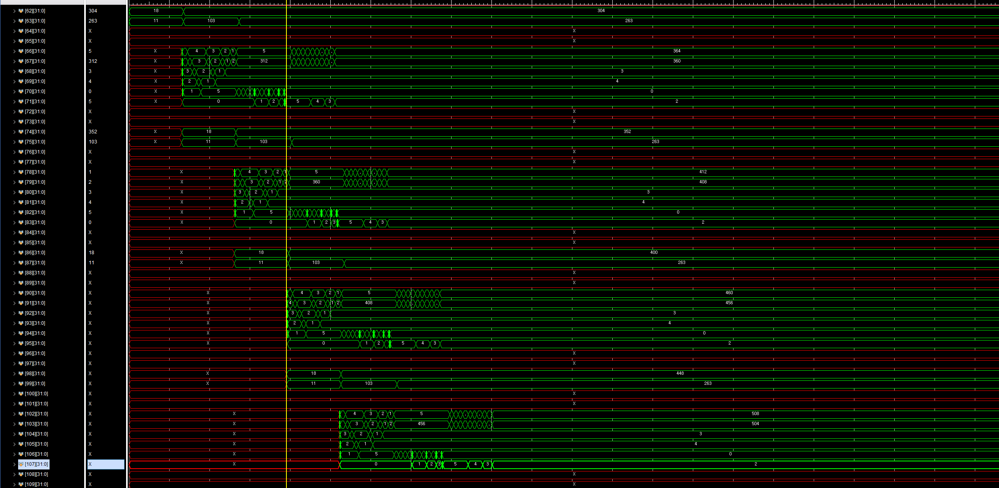 [62][31:0] 304 18 304
[63][31:0] 263 11 103 263
[64][31:0] X X
[65][31:0] X X
[66][31:0] 5 X 4 3 2 1 5 364
[67][31:0] 312 X 3 2 1 2 312 360
[68][31:0] 3 X 3 2 1 3
[69][31:0] 4 X 2 1 4
[70][31:0] 0 X 1 5 0
[71][31:0] 5 X 0 1 2 5 4 3 2
[72][31:0] X X
[73][31:0] X X
[74][31:0] 352 X 18 352
[75][31:0] 103 X 11 103 263
[76][31:0] X X
[77][31:0] X X
[78][31:0] 1 X 4 3 2 1 5 412
[79][31:0] 2 X 3 2 1 2 360 408
[80][31:0] 3 X 3 2 1 3
[81][31:0] 4 X 2 1 4
[82][31:0] 5 X 1 5 0
[83][31:0] 0 X 0 1 2 3 5 4 3 2
[84][31:0] X X
[85][31:0] X X
[86][31:0] 18 X 18 400
[87][31:0] 11 X 11 103 263
[88][31:0] X X
[89][31:0] X X
[90][31:0] X X 4 3 2 1 5 460
[91][31:0] X X 4 3 2 1 2 408 456
[92][31:0] X X 3 2 1 3
[93][31:0] X X 2 1 4
[94][31:0] X X 1 5 0
[95][31:0] X X 0 1 2 5 4 3 2
[96][31:0] X X
[97][31:0] X X
[98][31:0] X X 18 448
[99][31:0] X X 11 103 263
[100][31:0] X X
[101][31:0] X X
[102][31:0] X X 4 3 2 1 5 508
[103][31:0] X X 3 2 1 2 456 504
[104][31:0] X X 3 2 1 3
[105][31:0] X X 2 1 4
[106][31:0] X X 1 5 0
[107][31:0] X X 0 1 2 3 5 4 3 2
[108][31:0] X X
[109][31:0] X X